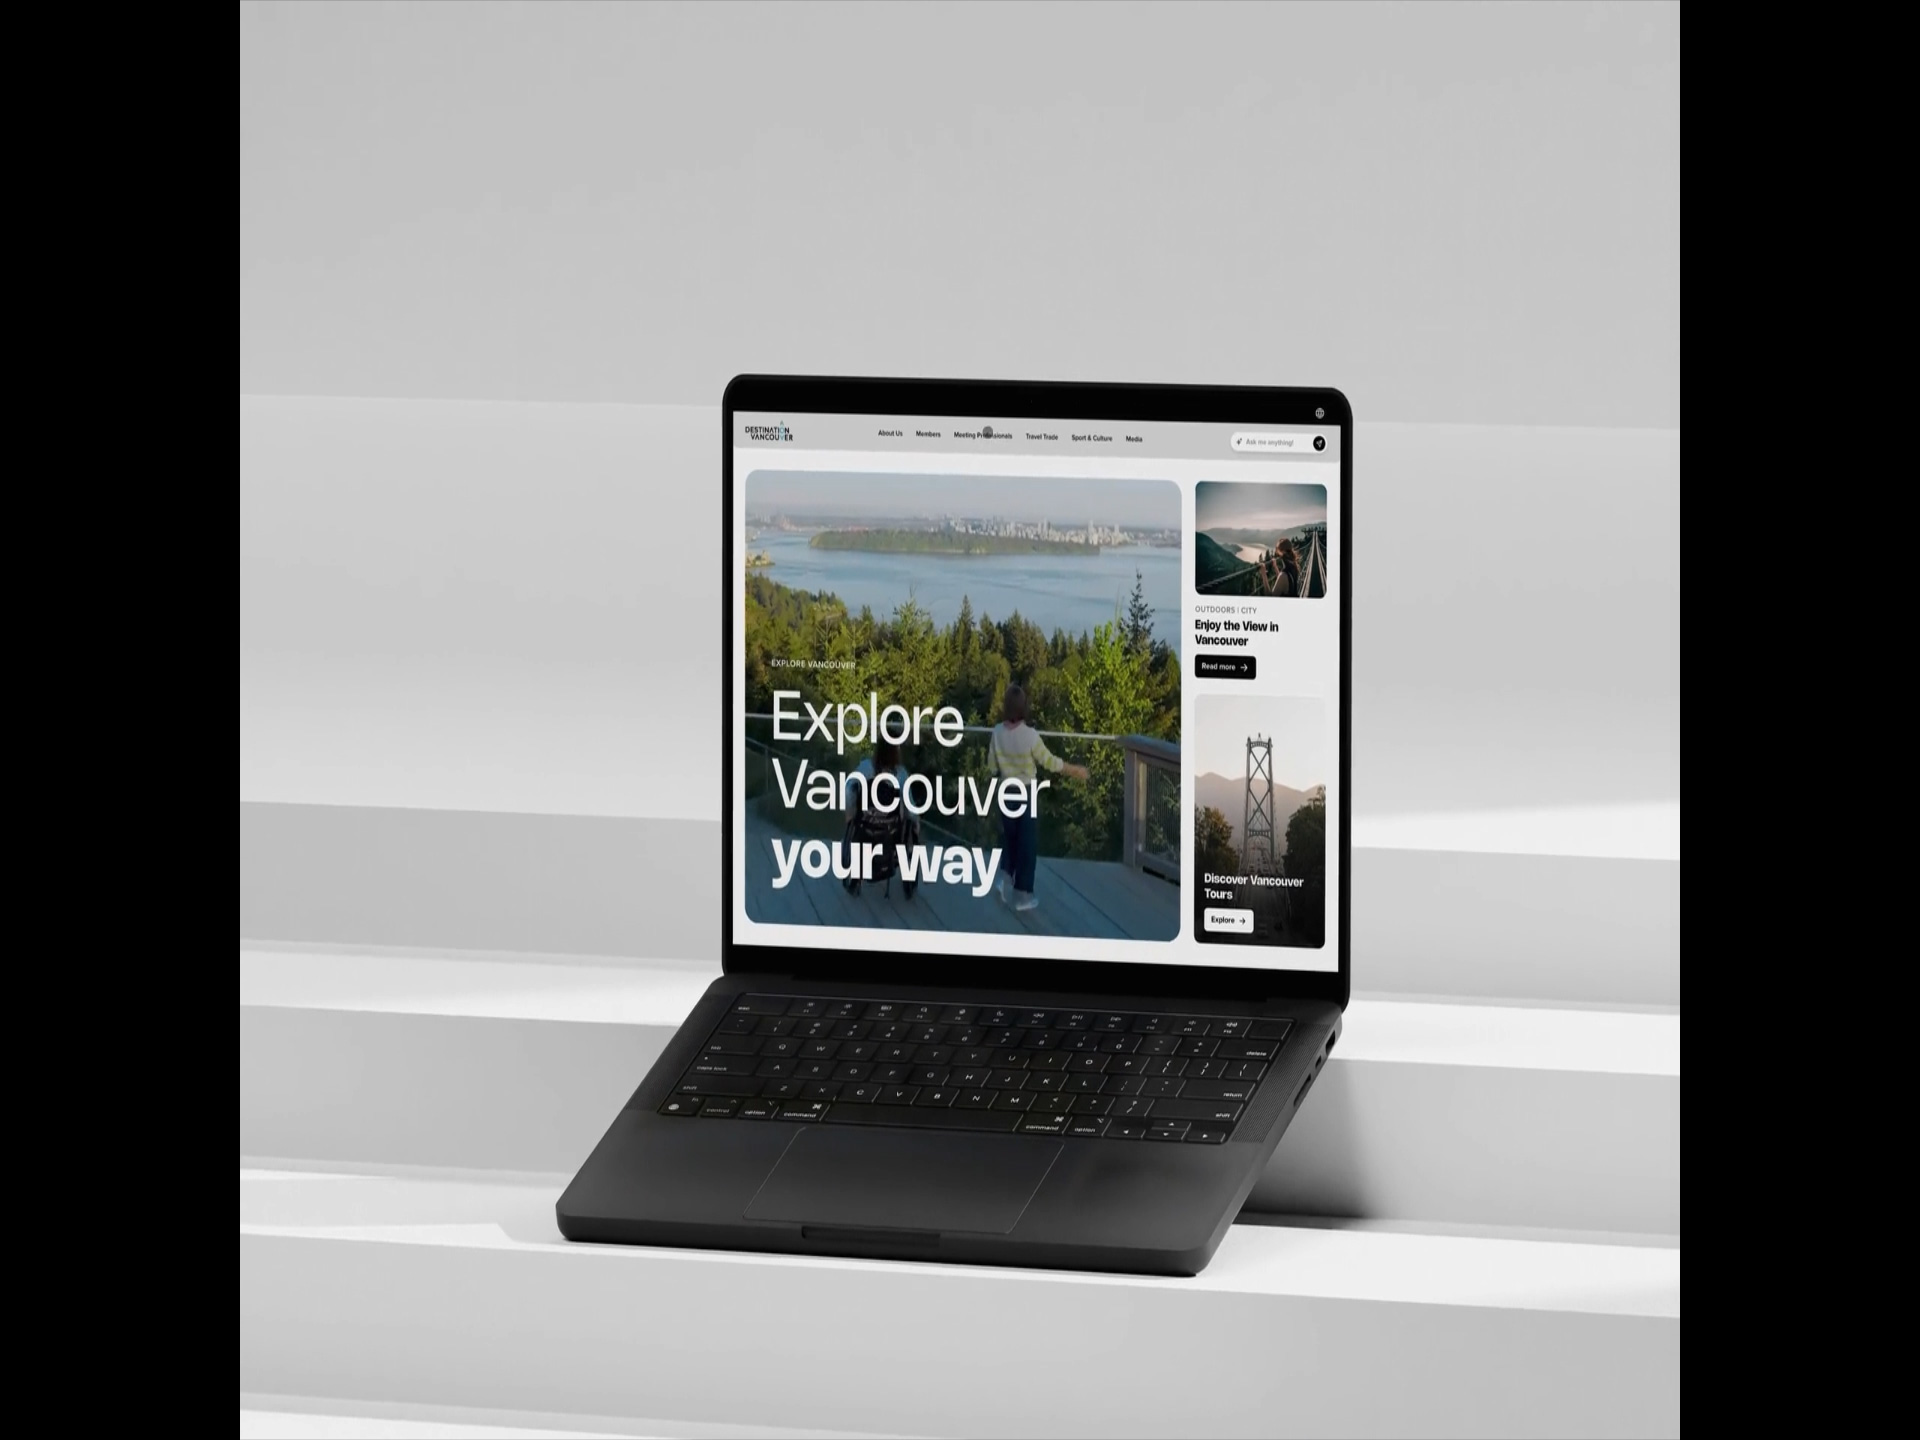 DESTINATION
VANCOUVER
About Us
Members
Meeting Professionals
Travel Trade
Sport & Culture
Media
Ask me anything!
EXPLORE VANCOUVER
Explore
Vancouver
your way
OUTDOORS | CITY
Enjoy the View in
Vancouver
Read more
Discover Vancouver
Tours
Explore
esc
delete
tab
Q W E R T Y U I O P
caps lock
A S D F G H J K L
return
shift
Z X C V B N M
shift
control
option
command
command
option